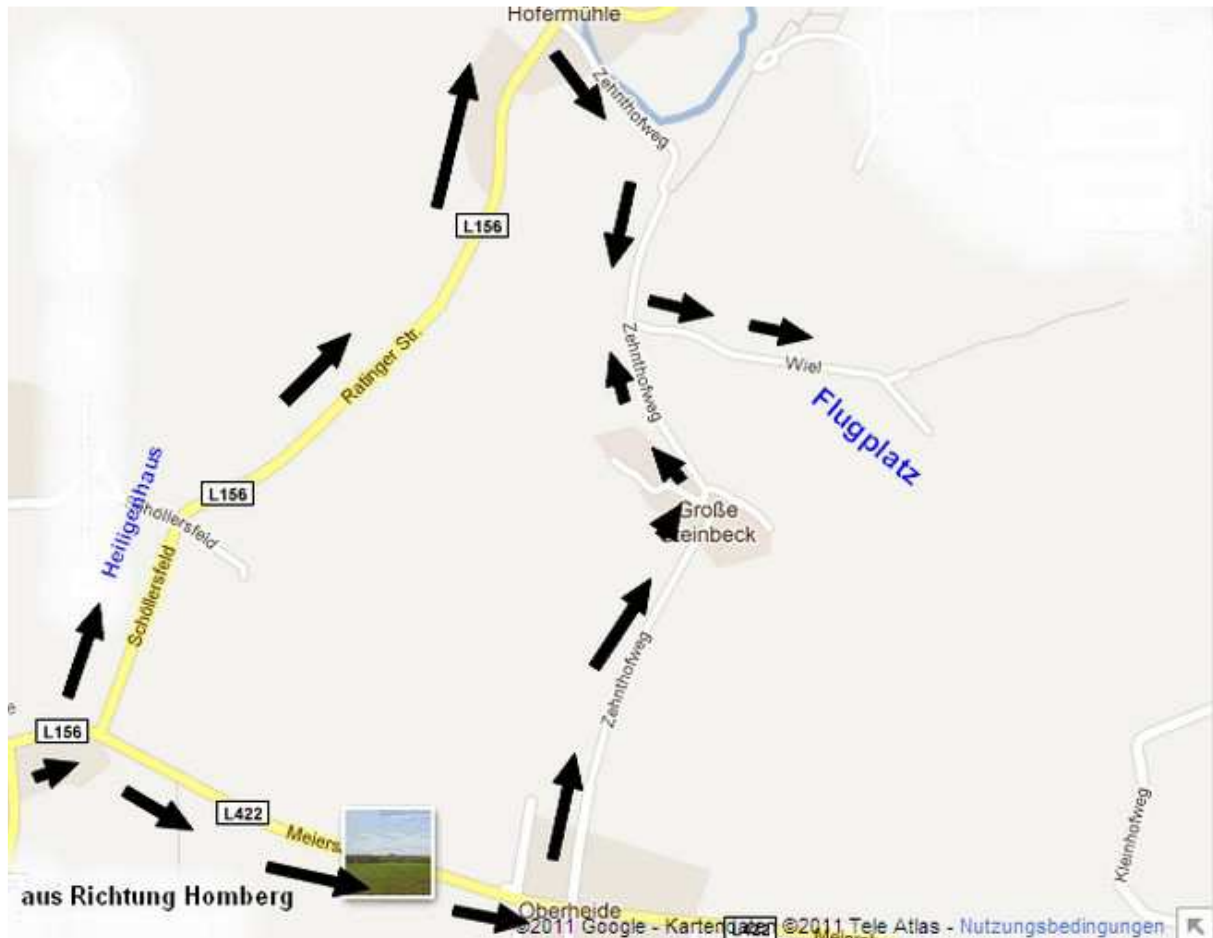 Hofermühle
Zehnthofweg
L156
Ratinger Str.
Zehnthofweg
Wiel
Flugplatz
Heiligenhaus
L156
Schöllersfeld
Große
Steinbeck
Zehnthofweg
L156
L422
Meiers
Kleinhofweg
aus Richtung Homberg
Oberheide
©2011 Google - Kartendaten ©2011 Tele Atlas - Nutzungsbedingungen
L422